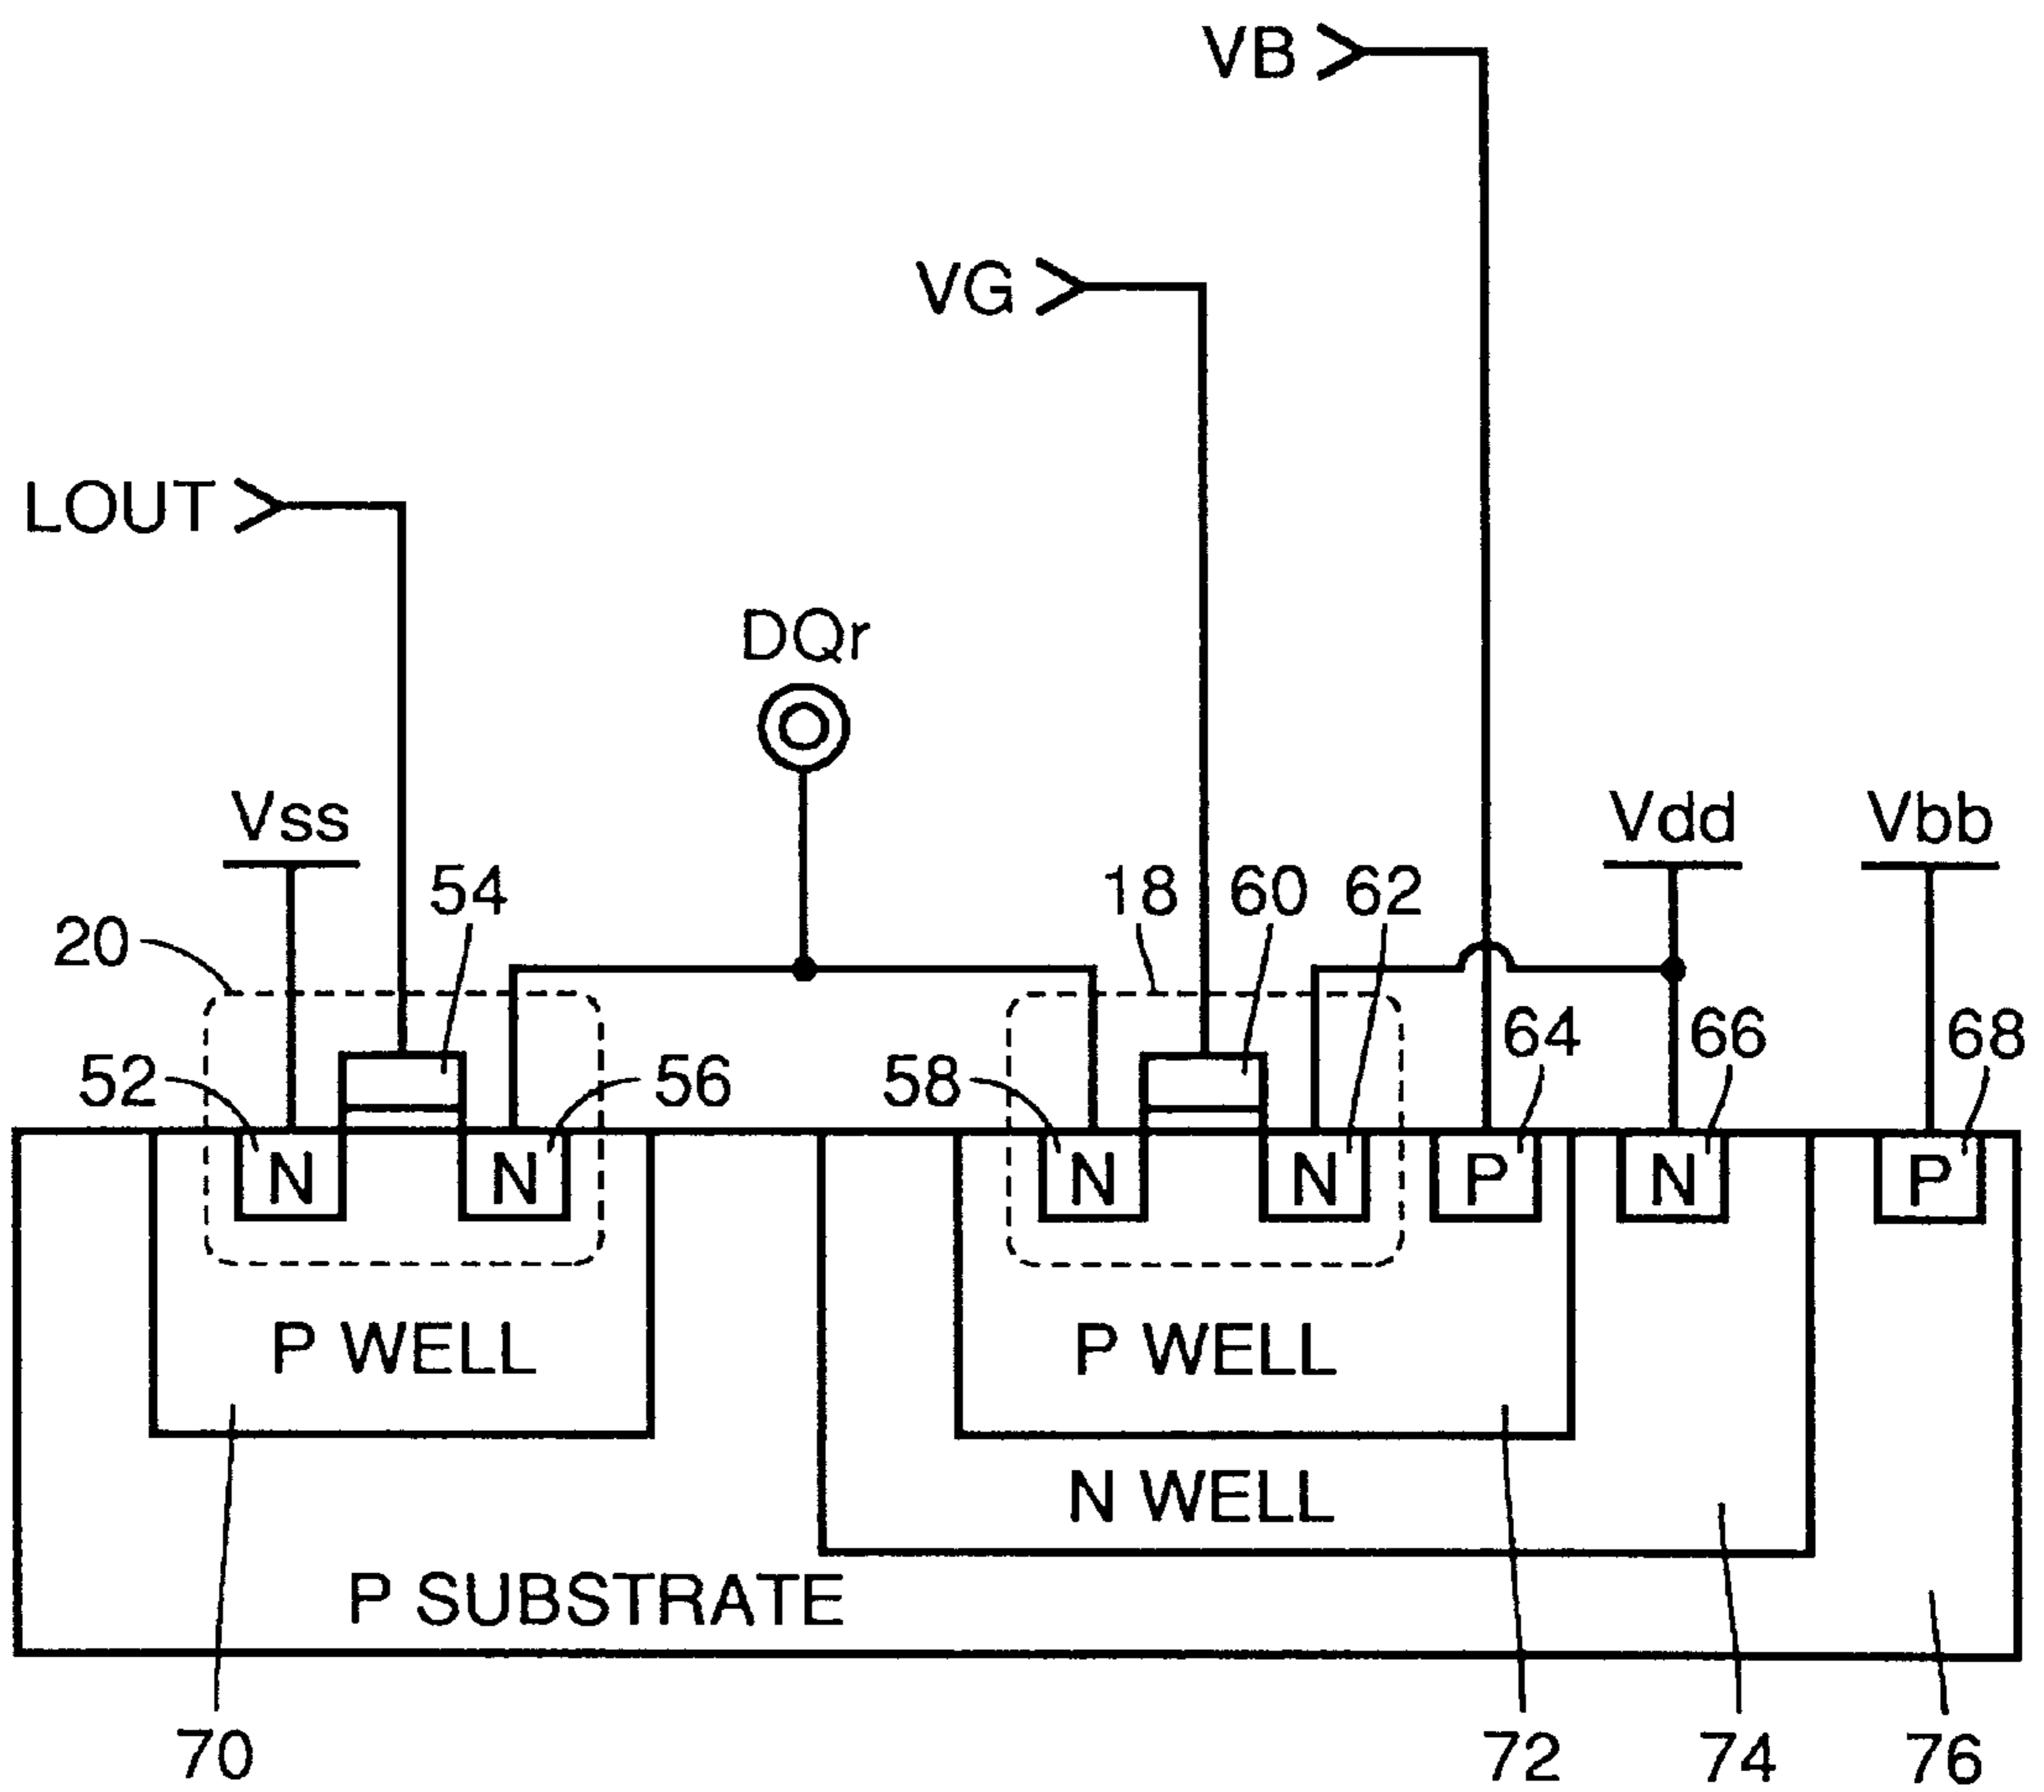 VB
VG
LOUT
DQr
Vss
Vdd
Vbb
54
18
60
62
20
64
66
68
52
56
58
N
N
N
N
P
N
P
P WELL
P WELL
N WELL
P SUBSTRATE
70
72
74
76